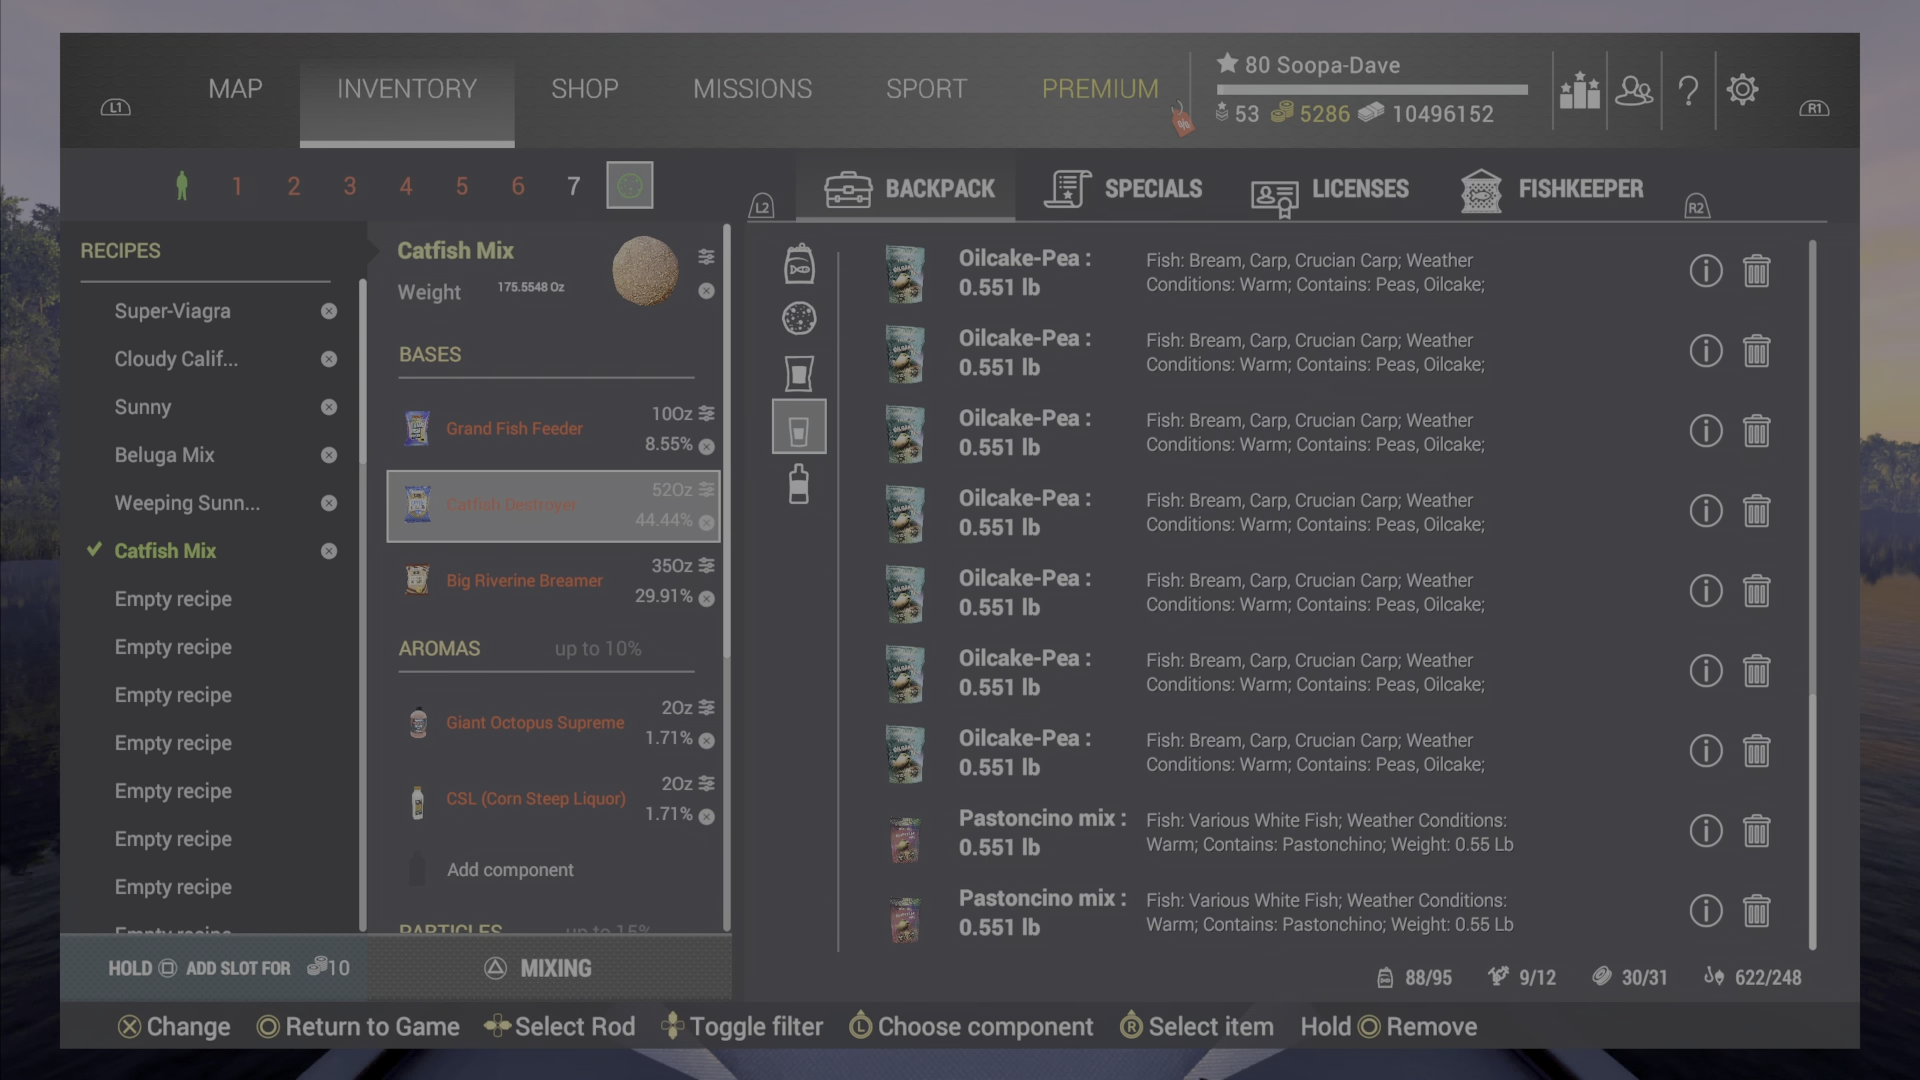 MAP INVENTORY SHOP MISSIONS SPORT PREMIUM
80 Soopa-Dave
53 5286 10496152
L1 R1
1 2 3 4 5 6 7
L2 BACKPACK SPECIALS LICENSES FISHKEEPER R2
RECIPES
Super-Viagra
Cloudy Calif...
Sunny
Beluga Mix
Weeping Sunn...
Catfish Mix
Empty recipe
Empty recipe
Empty recipe
Empty recipe
Empty recipe
Empty recipe
Empty recipe
Empty recipe
HOLD ADD SLOT FOR 10
Catfish Mix
Weight 175.5548 Oz
BASES
Grand Fish Feeder 10Oz
8.55%
Catfish Destroyer 52Oz
44.44%
Big Riverine Breamer 35Oz
29.91%
AROMAS up to 10%
Giant Octopus Supreme 2Oz
1.71%
CSL (Corn Steep Liquor) 2Oz
1.71%
Add component
PARTICLES up to 15%
MIXING
Oilcake-Pea : Fish: Bream, Carp, Crucian Carp; Weather
0.551 lb Conditions: Warm; Contains: Peas, Oilcake;
Oilcake-Pea : Fish: Bream, Carp, Crucian Carp; Weather
0.551 lb Conditions: Warm; Contains: Peas, Oilcake;
Oilcake-Pea : Fish: Bream, Carp, Crucian Carp; Weather
0.551 lb Conditions: Warm; Contains: Peas, Oilcake;
Oilcake-Pea : Fish: Bream, Carp, Crucian Carp; Weather
0.551 lb Conditions: Warm; Contains: Peas, Oilcake;
Oilcake-Pea : Fish: Bream, Carp, Crucian Carp; Weather
0.551 lb Conditions: Warm; Contains: Peas, Oilcake;
Oilcake-Pea : Fish: Bream, Carp, Crucian Carp; Weather
0.551 lb Conditions: Warm; Contains: Peas, Oilcake;
Oilcake-Pea : Fish: Bream, Carp, Crucian Carp; Weather
0.551 lb Conditions: Warm; Contains: Peas, Oilcake;
Pastoncino mix : Fish: Various White Fish; Weather Conditions:
0.551 lb Warm; Contains: Pastonchino; Weight: 0.55 Lb
Pastoncino mix : Fish: Various White Fish; Weather Conditions:
0.551 lb Warm; Contains: Pastonchino; Weight: 0.55 Lb
88/95 9/12 30/31 622/248
Change Return to Game Select Rod Toggle filter L Choose component R Select item Hold Remove